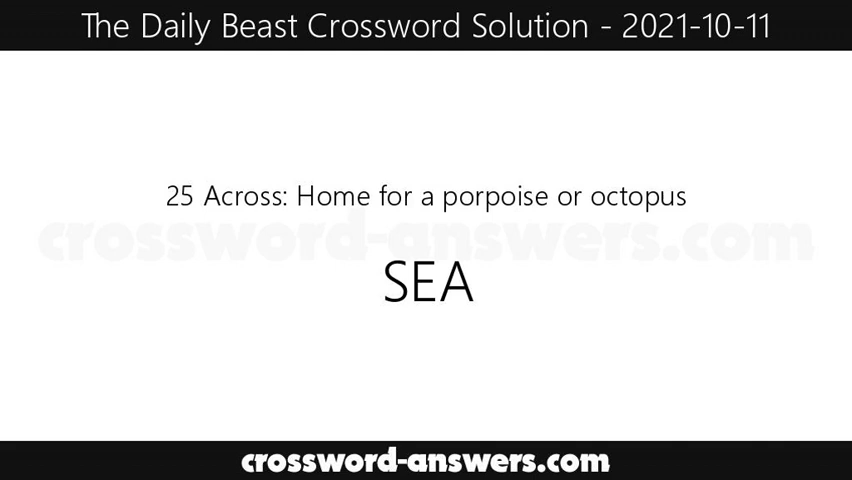 The Daily Beast Crossword Solution - 2021-10-11
25 Across: Home for a porpoise or octopus
crossword-answers.com
SEA
crossword-answers.com